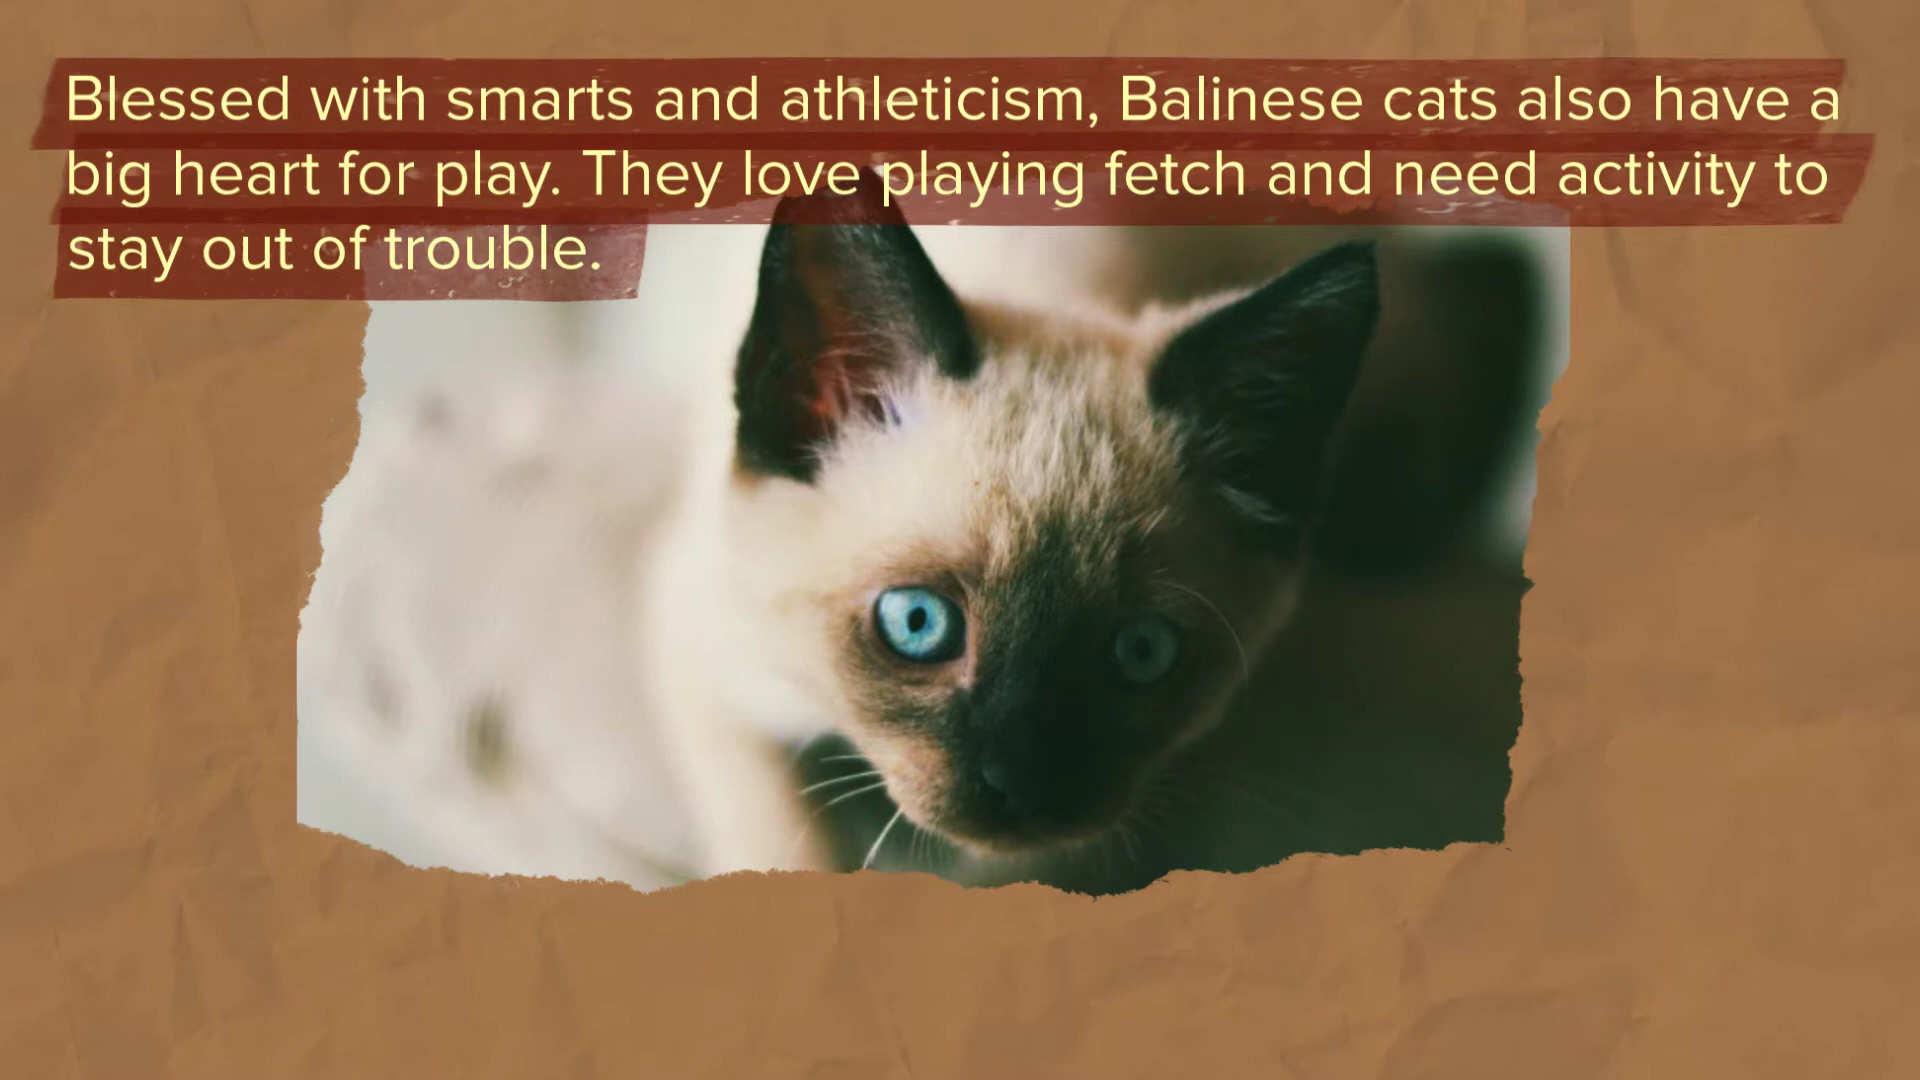 Blessed with smarts and athleticism, Balinese cats also have a
big heart for play. They love playing fetch and need activity to
stay out of trouble.